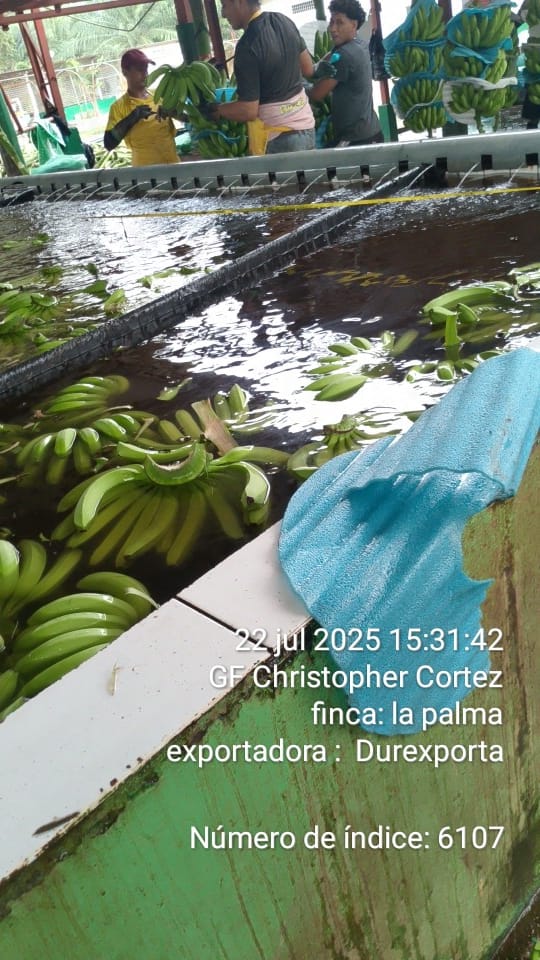 22 jul 2025 15:31:42
GF Christopher Cortez
finca: la palma
exportadora :  Durexporta
Número de índice: 6107